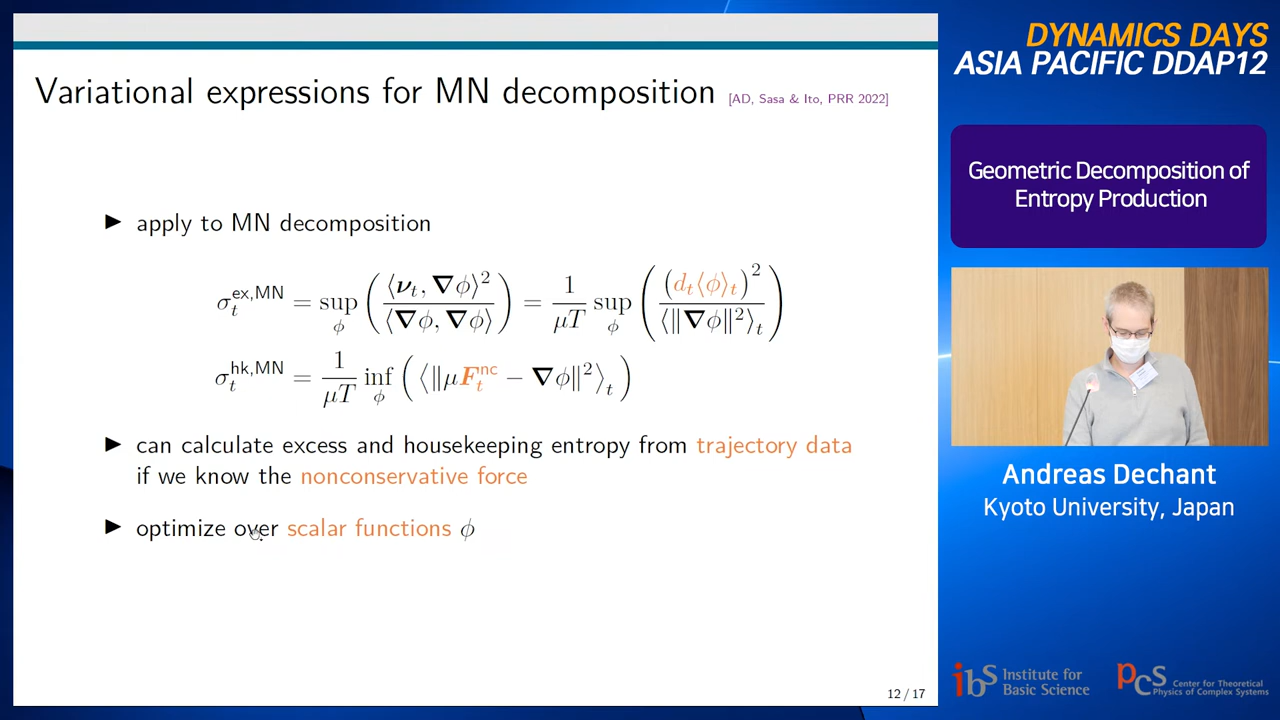 Variational expressions for MN decomposition [AD, Sasa & Ito, PRR 2022]
▶ apply to MN decomposition
σ_t^{ex,MN} = sup_ϕ ( ⟨ν_t, ∇ϕ⟩² / ⟨∇ϕ, ∇ϕ⟩ ) = 1/(μT) sup_ϕ ( (d_t⟨ϕ⟩_t)² / ⟨‖∇ϕ‖²⟩_t )
σ_t^{hk,MN} = 1/(μT) inf_ϕ ( ⟨‖μF_t^{nc} − ∇ϕ‖²⟩_t )
▶ can calculate excess and housekeeping entropy from trajectory data
if we know the nonconservative force
▶ optimize over scalar functions ϕ
12 / 17
DYNAMICS DAYS
ASIA PACIFIC DDAP12
Geometric Decomposition of
Entropy Production
Andreas Dechant
Kyoto University, Japan
ibS Institute for
Basic Science
PCS Center for Theoretical
Physics of Complex Systems